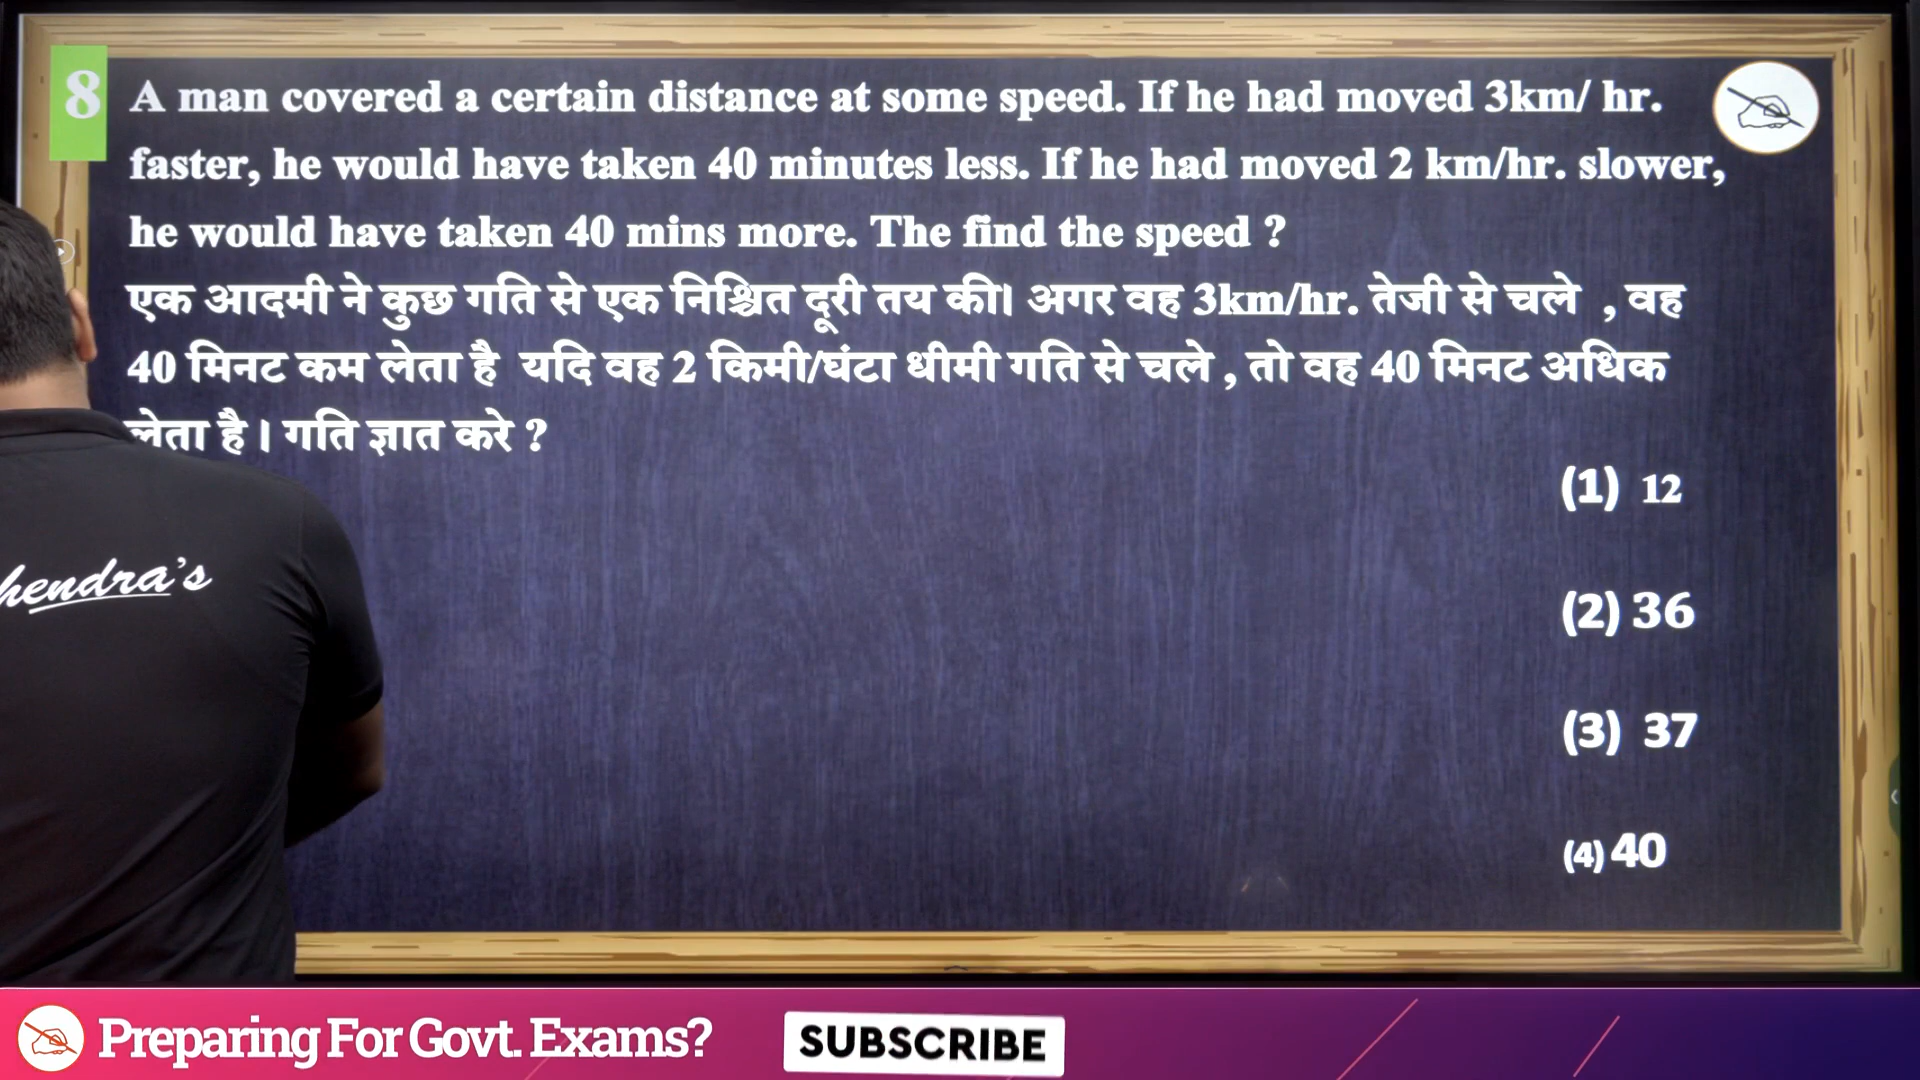 8
A man covered a certain distance at some speed. If he had moved 3km/ hr.
faster, he would have taken 40 minutes less. If he had moved 2 km/hr. slower,
he would have taken 40 mins more. The find the speed ?
एक आदमी ने कुछ गति से एक निश्चित दूरी तय की। अगर वह 3km/hr. तेजी से चले , वह
40 मिनट कम लेता है यदि वह 2 किमी/घंटा धीमी गति से चले , तो वह 40 मिनट अधिक
लेता है । गति ज्ञात करे ?
(1) 12
(2) 36
(3) 37
(4) 40
hendra's
Preparing For Govt. Exams?
SUBSCRIBE